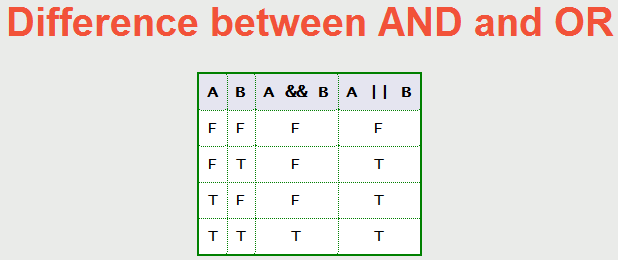 Difference between AND and OR
A B A && B A || B
F F F F
F T F T
T F F T
T T T T